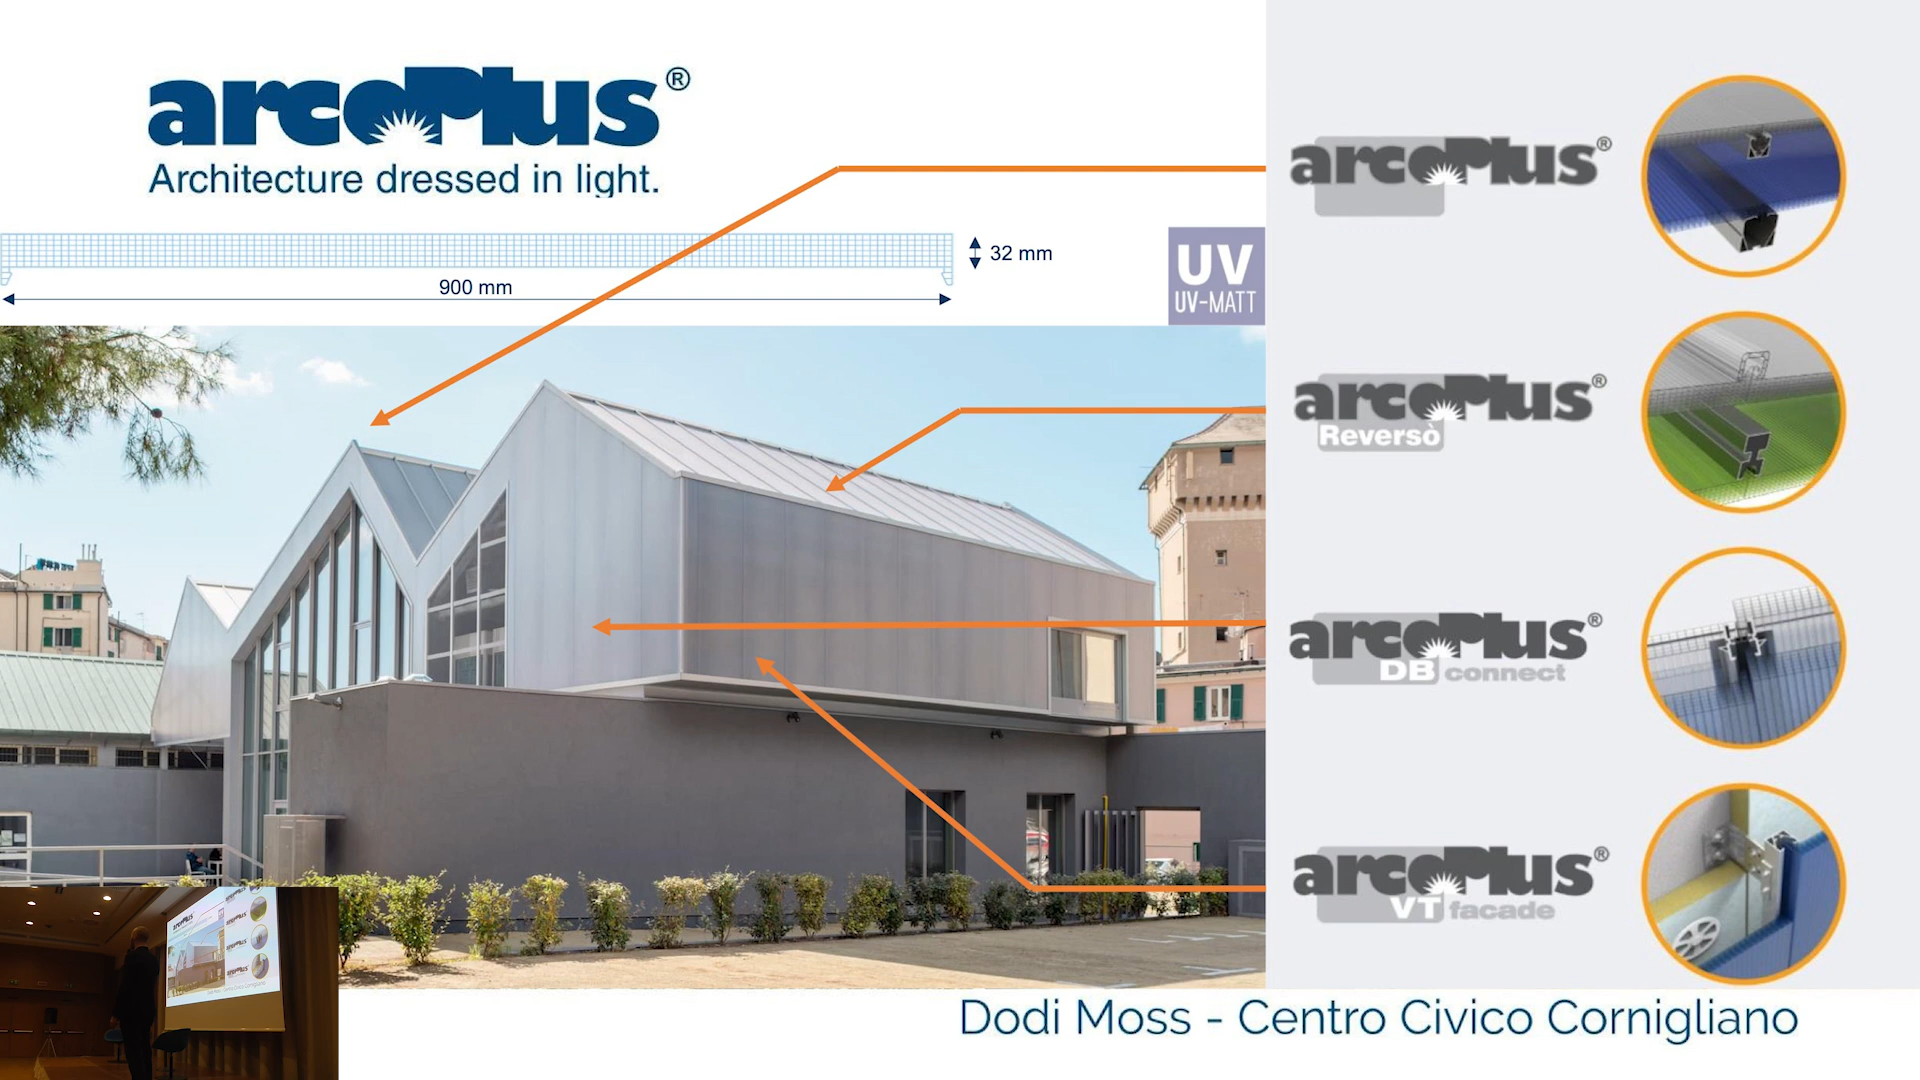 arcoPlus®
Architecture dressed in light.
32 mm
900 mm
UV
UV-MATT
arcoPlus®
arcoPlus®
Reversò
arcoPlus®
DB connect
arcoPlus®
VT facade
Dodi Moss - Centro Civico Cornigliano